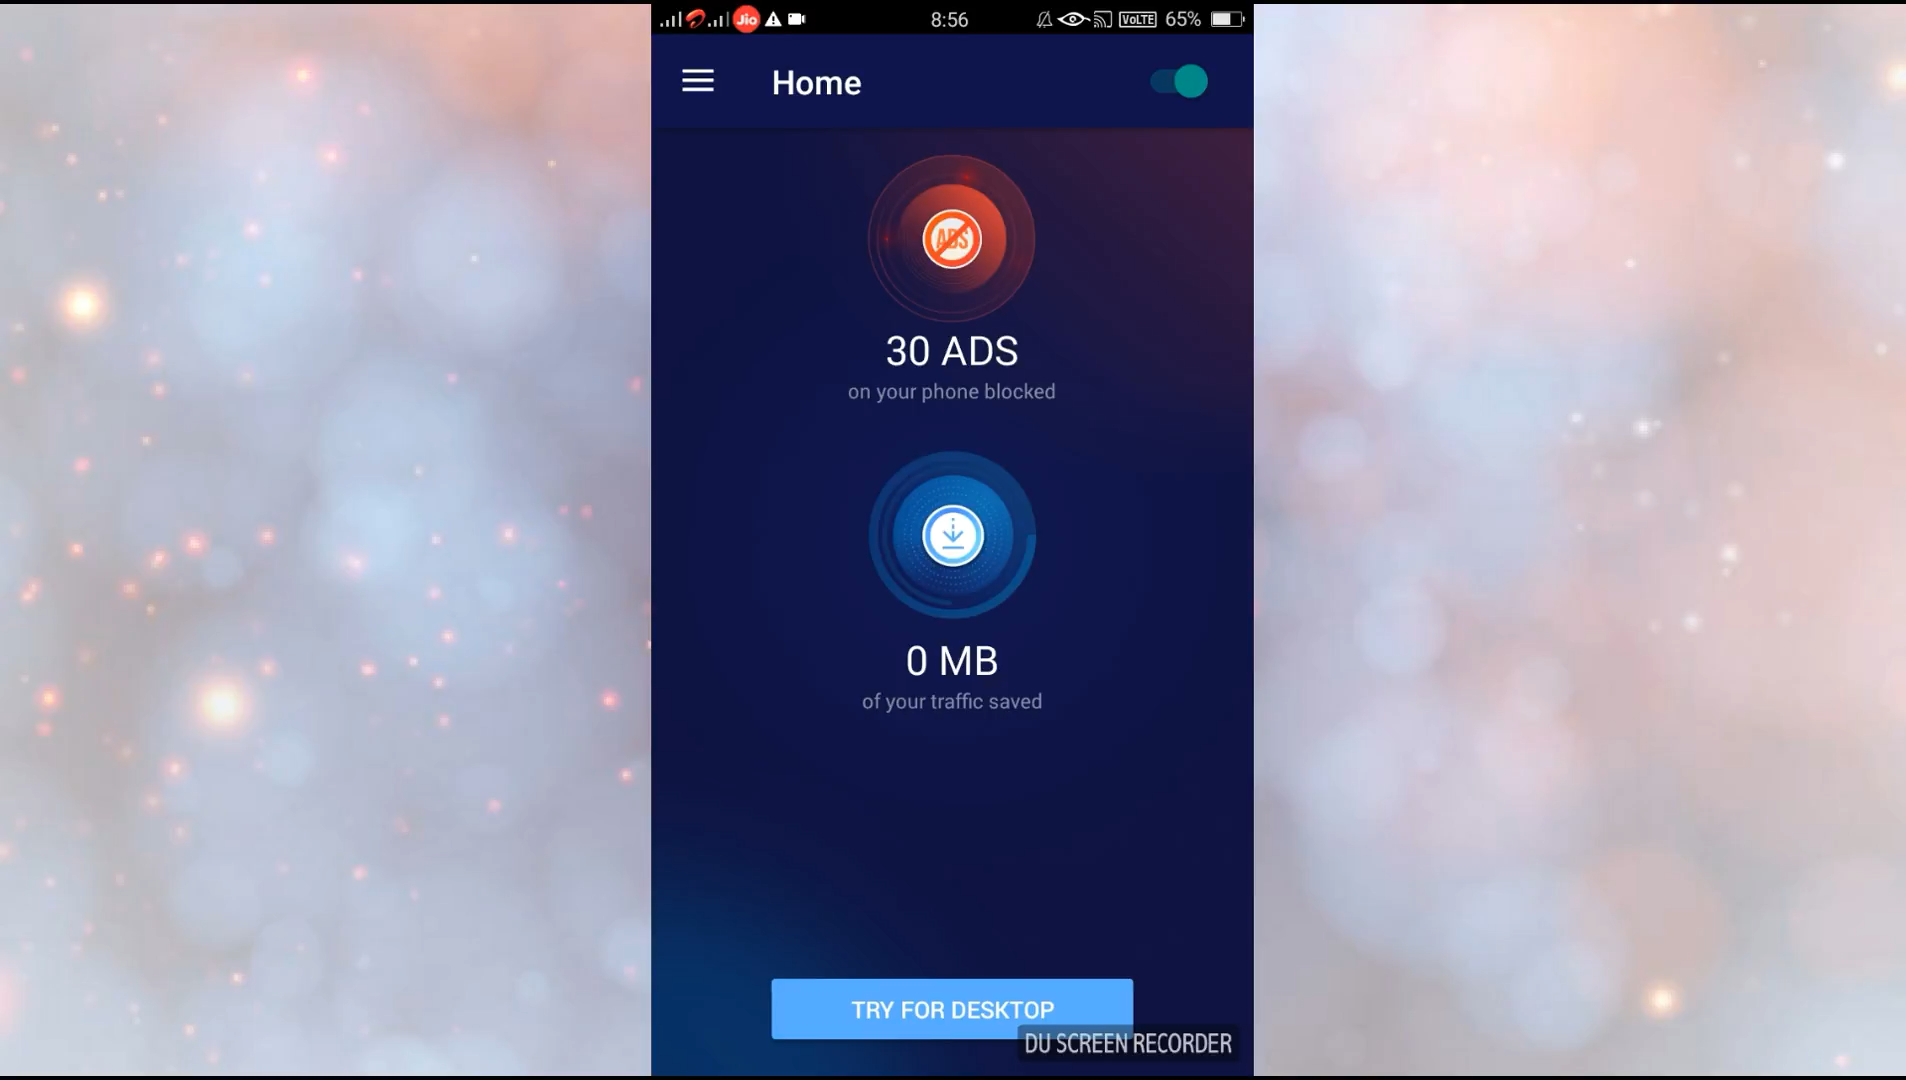 Jio 8:56 VoLTE 65%
Home
ADS
30 ADS
on your phone blocked
0 MB
of your traffic saved
TRY FOR DESKTOP
DU SCREEN RECORDER